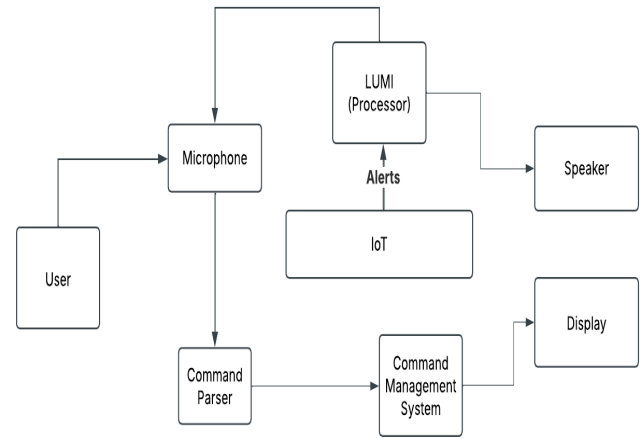 LUMI
(Processor)
Microphone
Speaker
Alerts
IoT
User
Display
Command
Parser
Command
Management
System